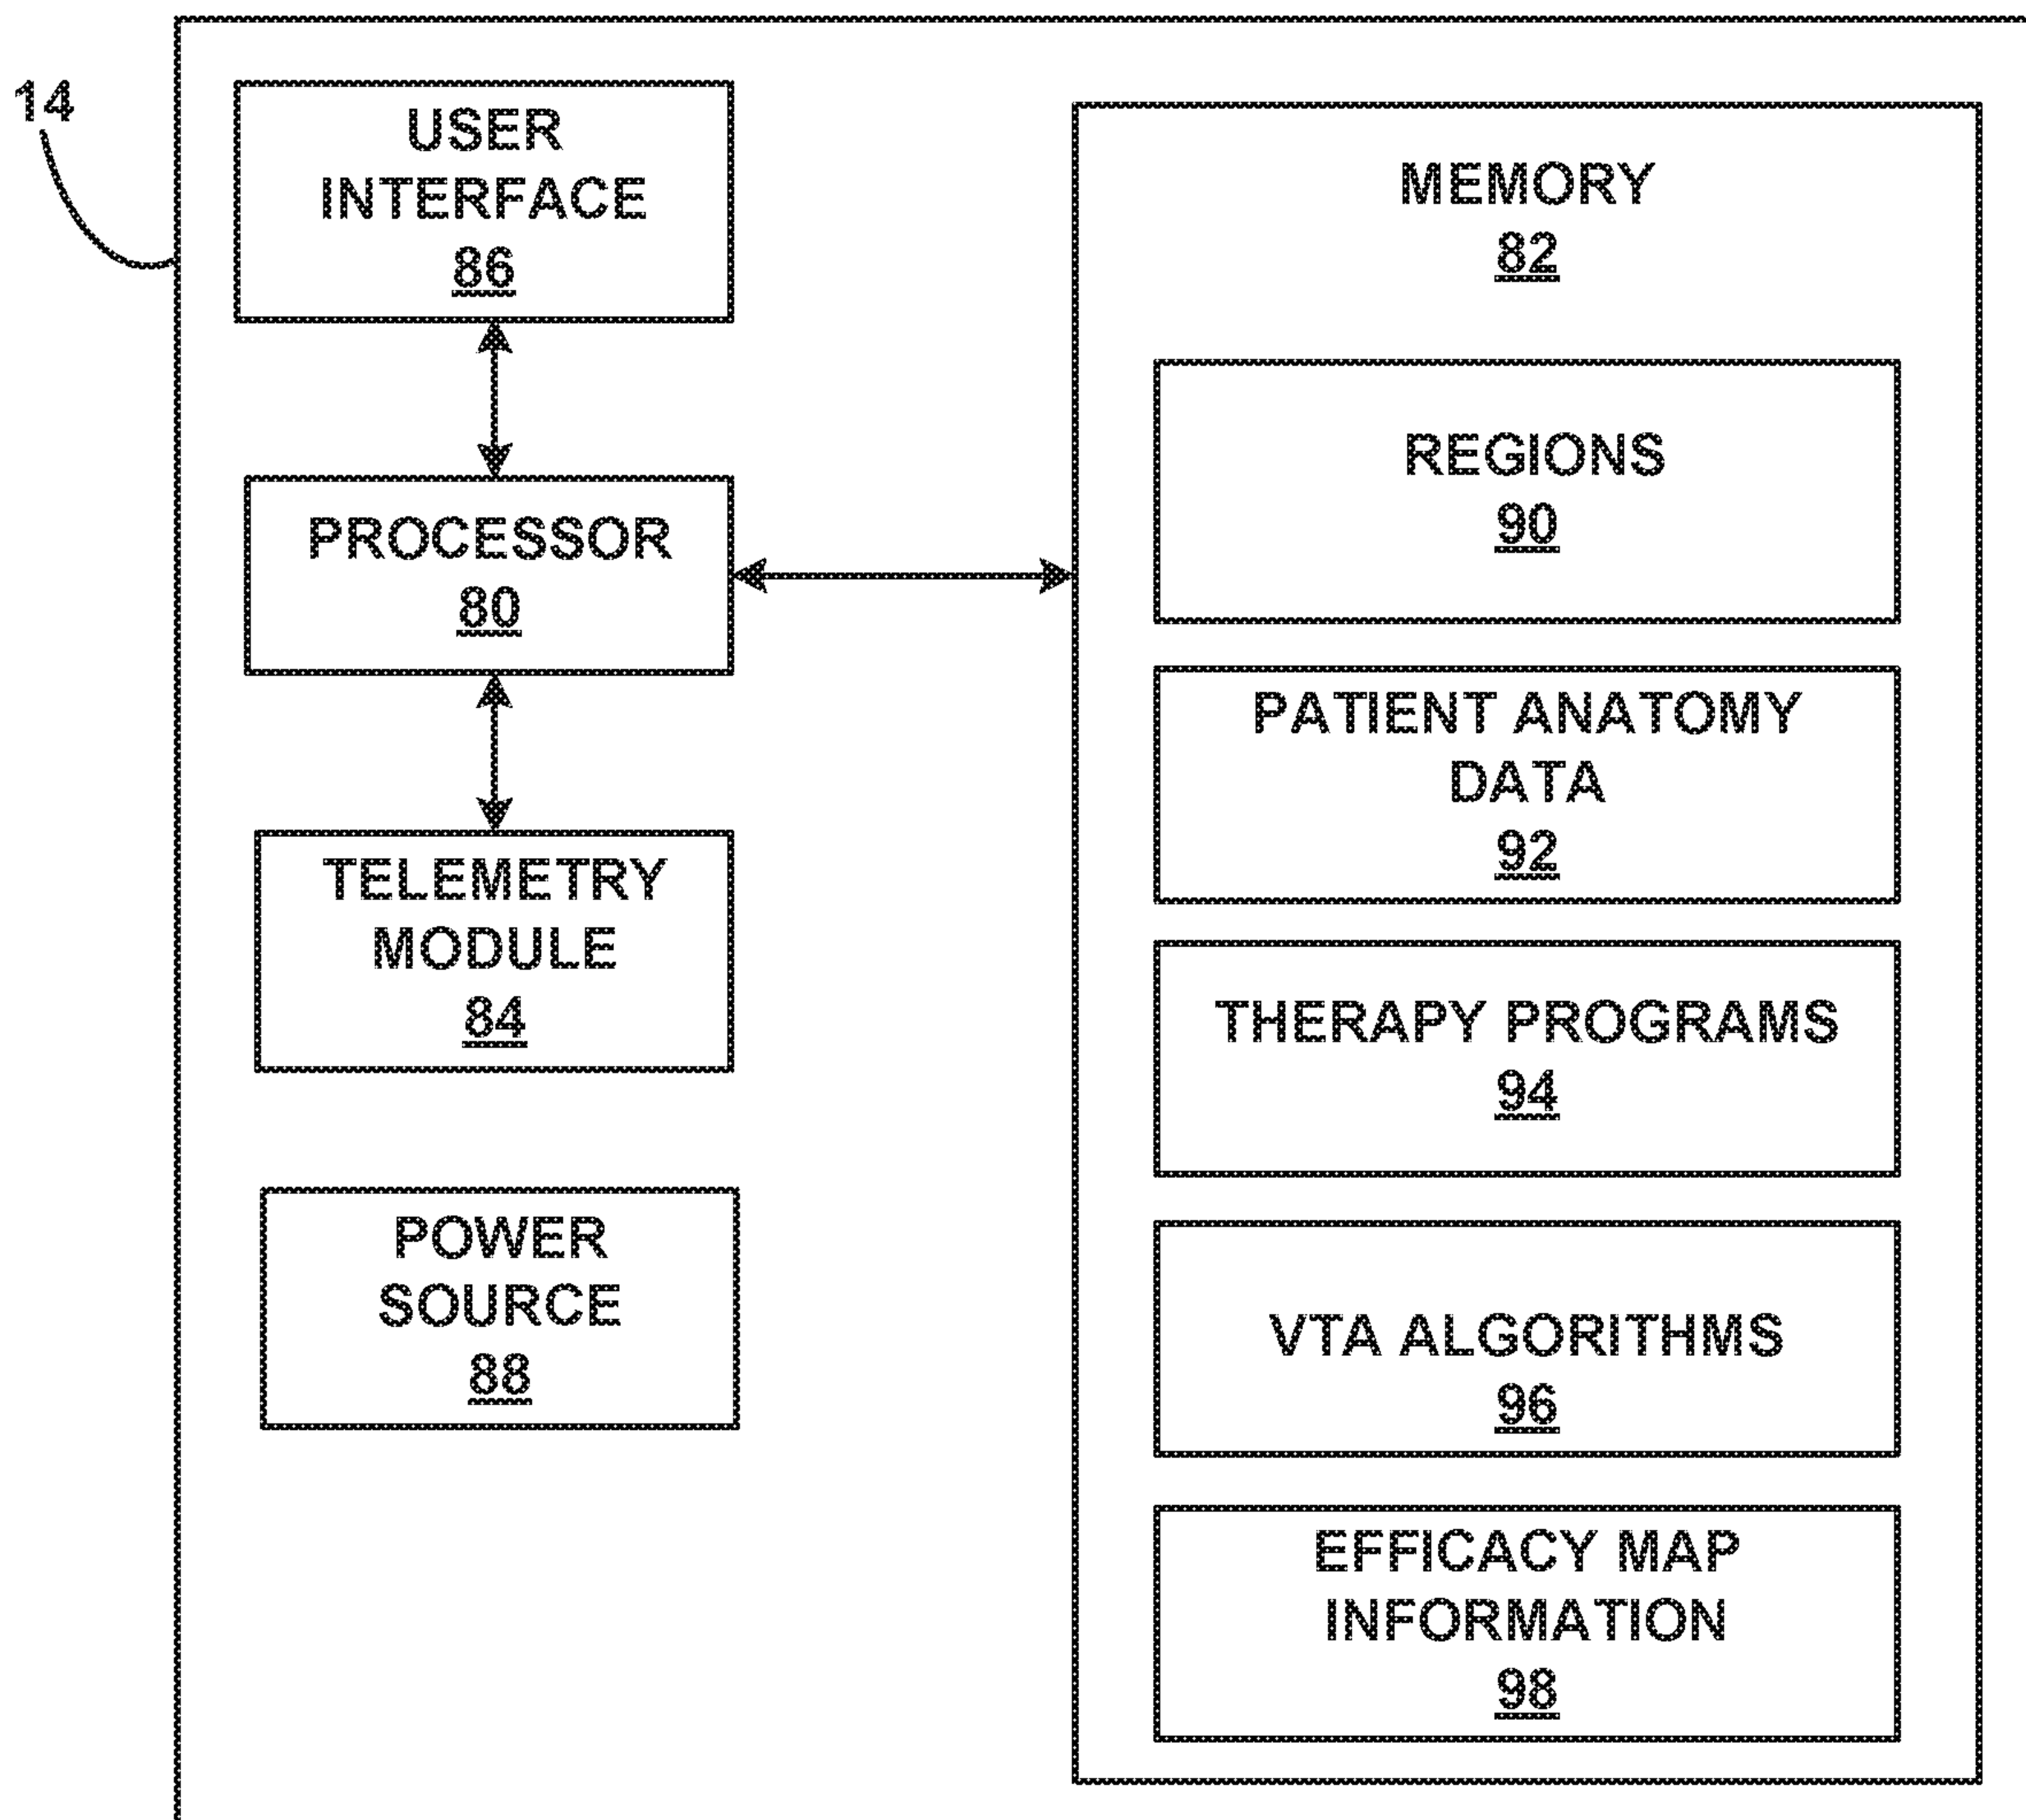 14
USER
INTERFACE
86
PROCESSOR
80
TELEMETRY
MODULE
84
POWER
SOURCE
88
MEMORY
82
REGIONS
90
PATIENT ANATOMY
DATA
92
THERAPY PROGRAMS
94
VTA ALGORITHMS
96
EFFICACY MAP
INFORMATION
98